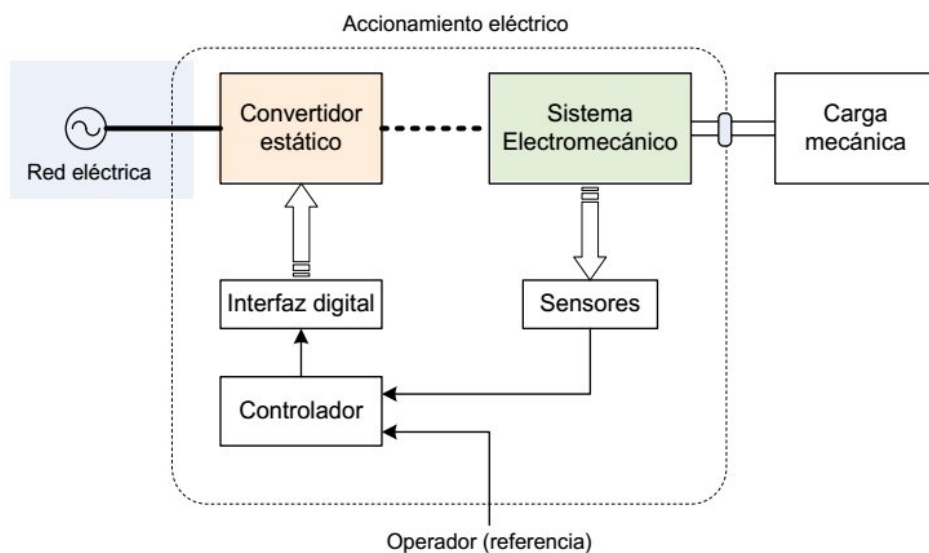 Accionamiento eléctrico
Red eléctrica
Convertidor
estático
Sistema
Electromecánico
Carga
mecánica
Interfaz digital
Sensores
Controlador
Operador (referencia)